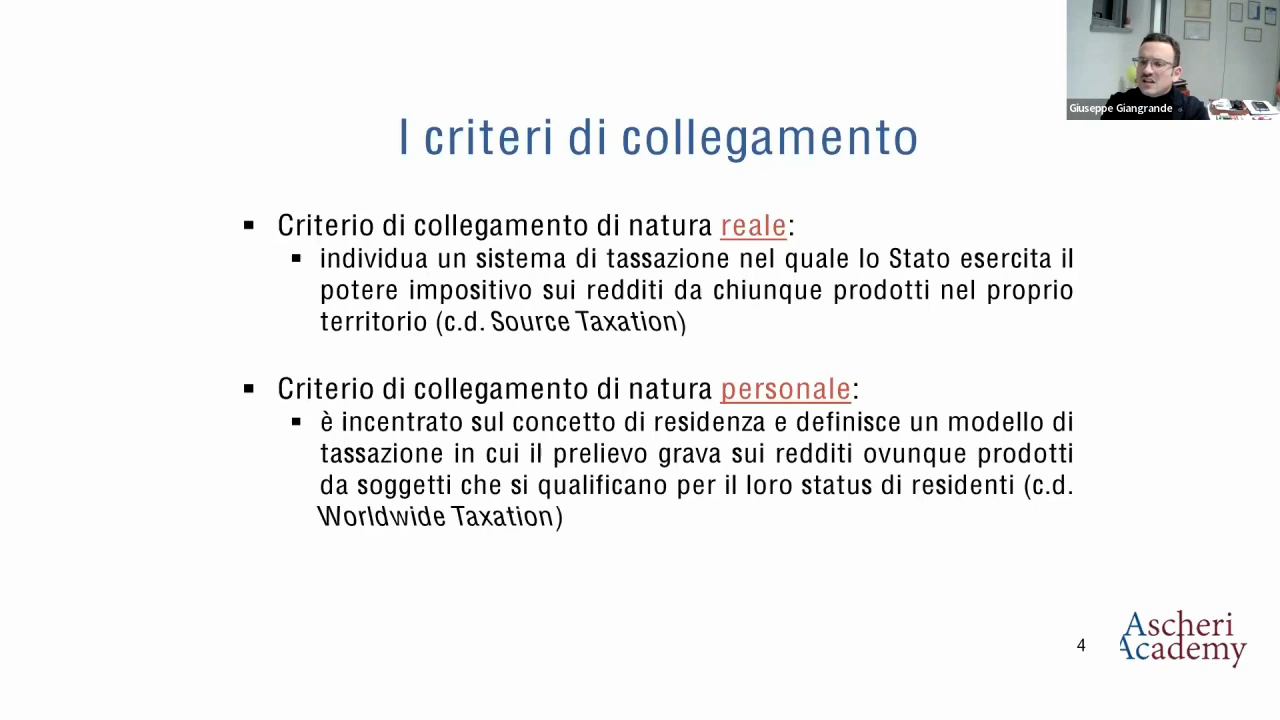 Giuseppe Giangrande
I criteri di collegamento
▪ Criterio di collegamento di natura reale:
▪ individua un sistema di tassazione nel quale lo Stato esercita il
potere impositivo sui redditi da chiunque prodotti nel proprio
territorio (c.d. Source Taxation)
▪ Criterio di collegamento di natura personale:
▪ è incentrato sul concetto di residenza e definisce un modello di
tassazione in cui il prelievo grava sui redditi ovunque prodotti
da soggetti che si qualificano per il loro status di residenti (c.d.
Worldwide Taxation)
4
Ascheri
Academy